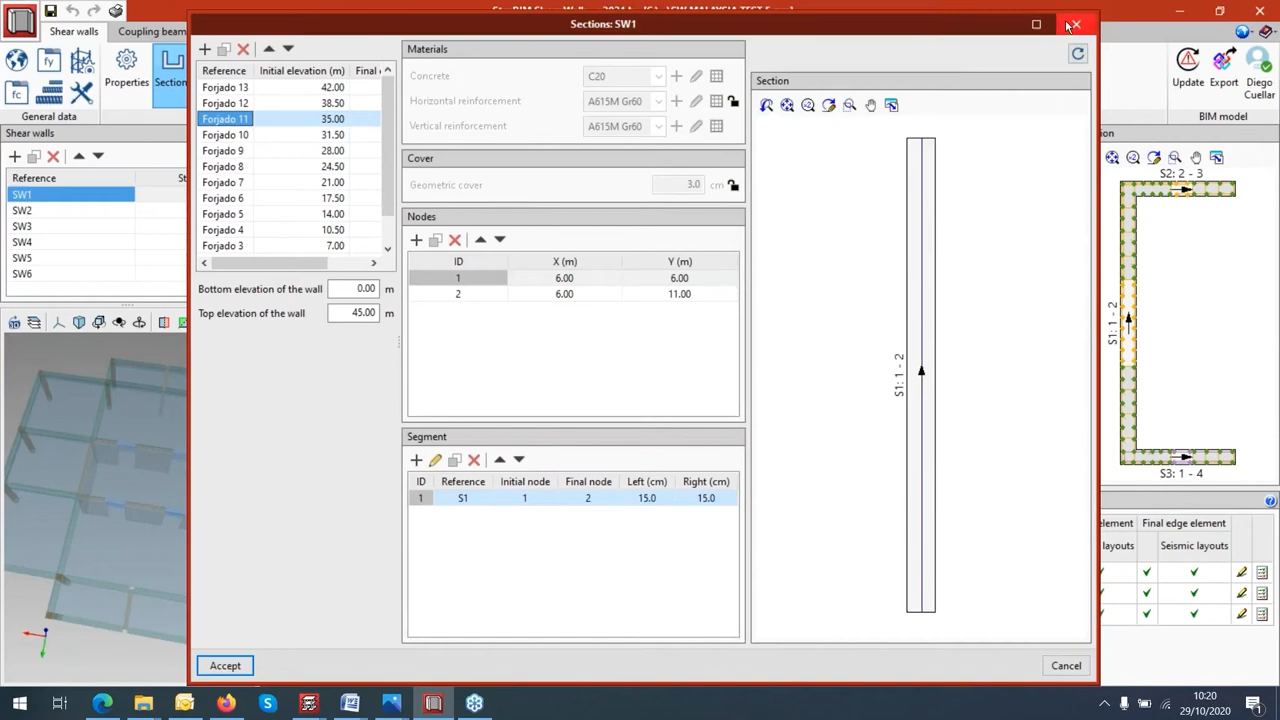 Sections: SW1
Shear walls
Coupling beam
Properties
Section
General data
Update
Export
Diego
Cuellar
BIM model
Shear walls
Reference
SW1
SW2
SW3
SW4
SW5
SW6
Reference Initial elevation (m) Final
Forjado 13 42.00
Forjado 12 38.50
Forjado 11 35.00
Forjado 10 31.50
Forjado 9 28.00
Forjado 8 24.50
Forjado 7 21.00
Forjado 6 17.50
Forjado 5 14.00
Forjado 4 10.50
Forjado 3 7.00
Bottom elevation of the wall 0.00 m
Top elevation of the wall 45.00 m
Materials
Concrete C20
Horizontal reinforcement A615M Gr60
Vertical reinforcement A615M Gr60
Cover
Geometric cover 3.0 cm
Nodes
ID X (m) Y (m)
1 6.00 6.00
2 6.00 11.00
Segment
ID Reference Initial node Final node Left (cm) Right (cm)
1 S1 1 2 15.0 15.0
Section
S1: 1 - 2
Accept
Cancel
S2: 2 - 3
S1: 1 - 2
S3: 1 - 4
element Final edge element
layouts Seismic layouts
10:20
29/10/2020